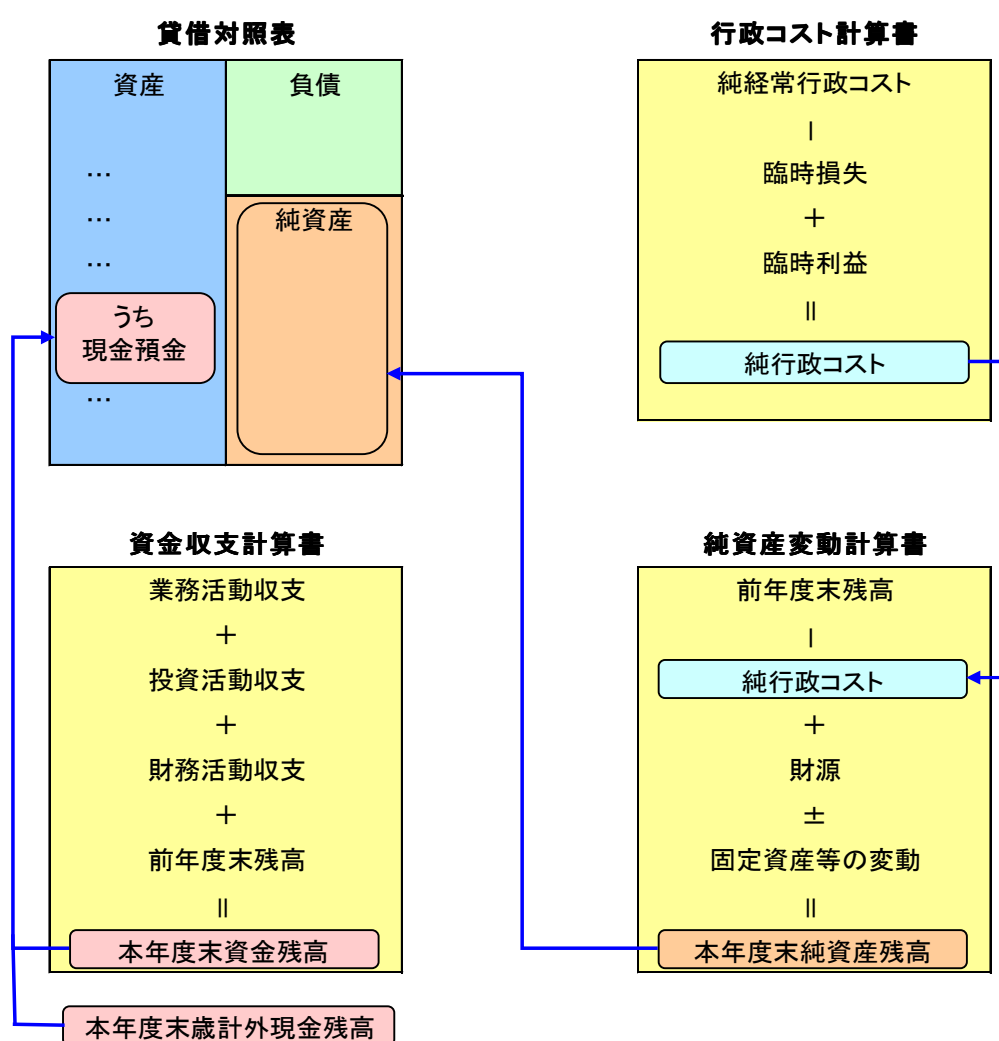 貸借対照表
資産
負債
…
…
…
うち
現金預金
…
純資産
行政コスト計算書
純経常行政コスト
－
臨時損失
＋
臨時利益
＝
純行政コスト
資金収支計算書
業務活動収支
＋
投資活動収支
＋
財務活動収支
＋
前年度末残高
＝
本年度末資金残高
本年度末歳計外現金残高
純資産変動計算書
前年度末残高
－
純行政コスト
＋
財源
±
固定資産等の変動
＝
本年度末純資産残高